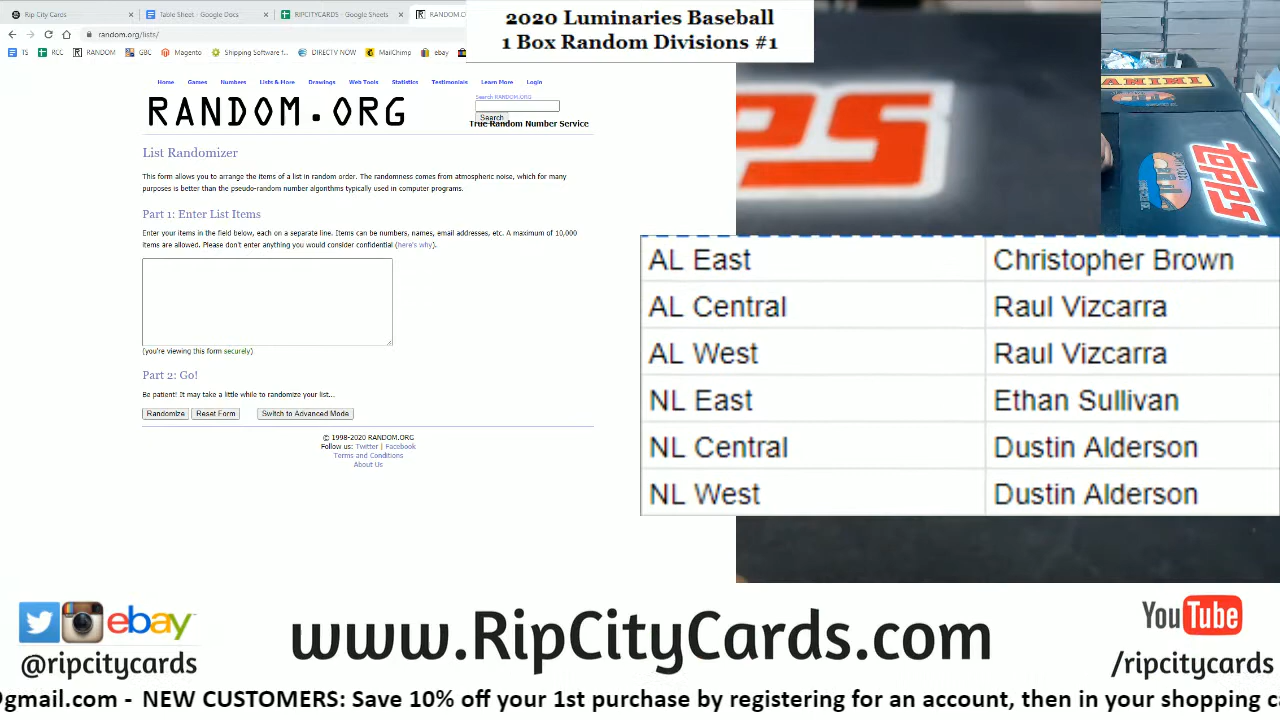 Rip City Cards
Table Sheet - Google Docs
RIPCITYCARDS - Google Sheets
random.org/lists/
TS
RCC
RANDOM
GBC
Magento
Shipping Software f...
DIRECTV NOW
MailChimp
ebay
2020 Luminaries Baseball
1 Box Random Divisions #1
Home Games Numbers Lists & More Drawings Web Tools Statistics Testimonials Learn More Login
RANDOM.ORG
Search RANDOM.ORG
Search
True Random Number Service
List Randomizer
This form allows you to arrange the items of a list in random order. The randomness comes from atmospheric noise, which for many
purposes is better than the pseudo-random number algorithms typically used in computer programs.
Part 1: Enter List Items
Enter your items in the field below, each on a separate line. Items can be numbers, names, email addresses, etc. A maximum of 10,000
items are allowed. Please don't enter anything you would consider confidential (here's why).
(you're viewing this form securely)
Part 2: Go!
Be patient! It may take a little while to randomize your list...
Randomize Reset Form Switch to Advanced Mode
© 1998-2020 RANDOM.ORG
Follow us: Twitter | Facebook
Terms and Conditions
About Us
PANINI
topps
AL East Christopher Brown
AL Central Raul Vizcarra
AL West Raul Vizcarra
NL East Ethan Sullivan
NL Central Dustin Alderson
NL West Dustin Alderson
ebay
@ripcitycards
www.RipCityCards.com
YouTube
/ripcitycards
@gmail.com - NEW CUSTOMERS: Save 10% off your 1st purchase by registering for an account, then in your shopping ca